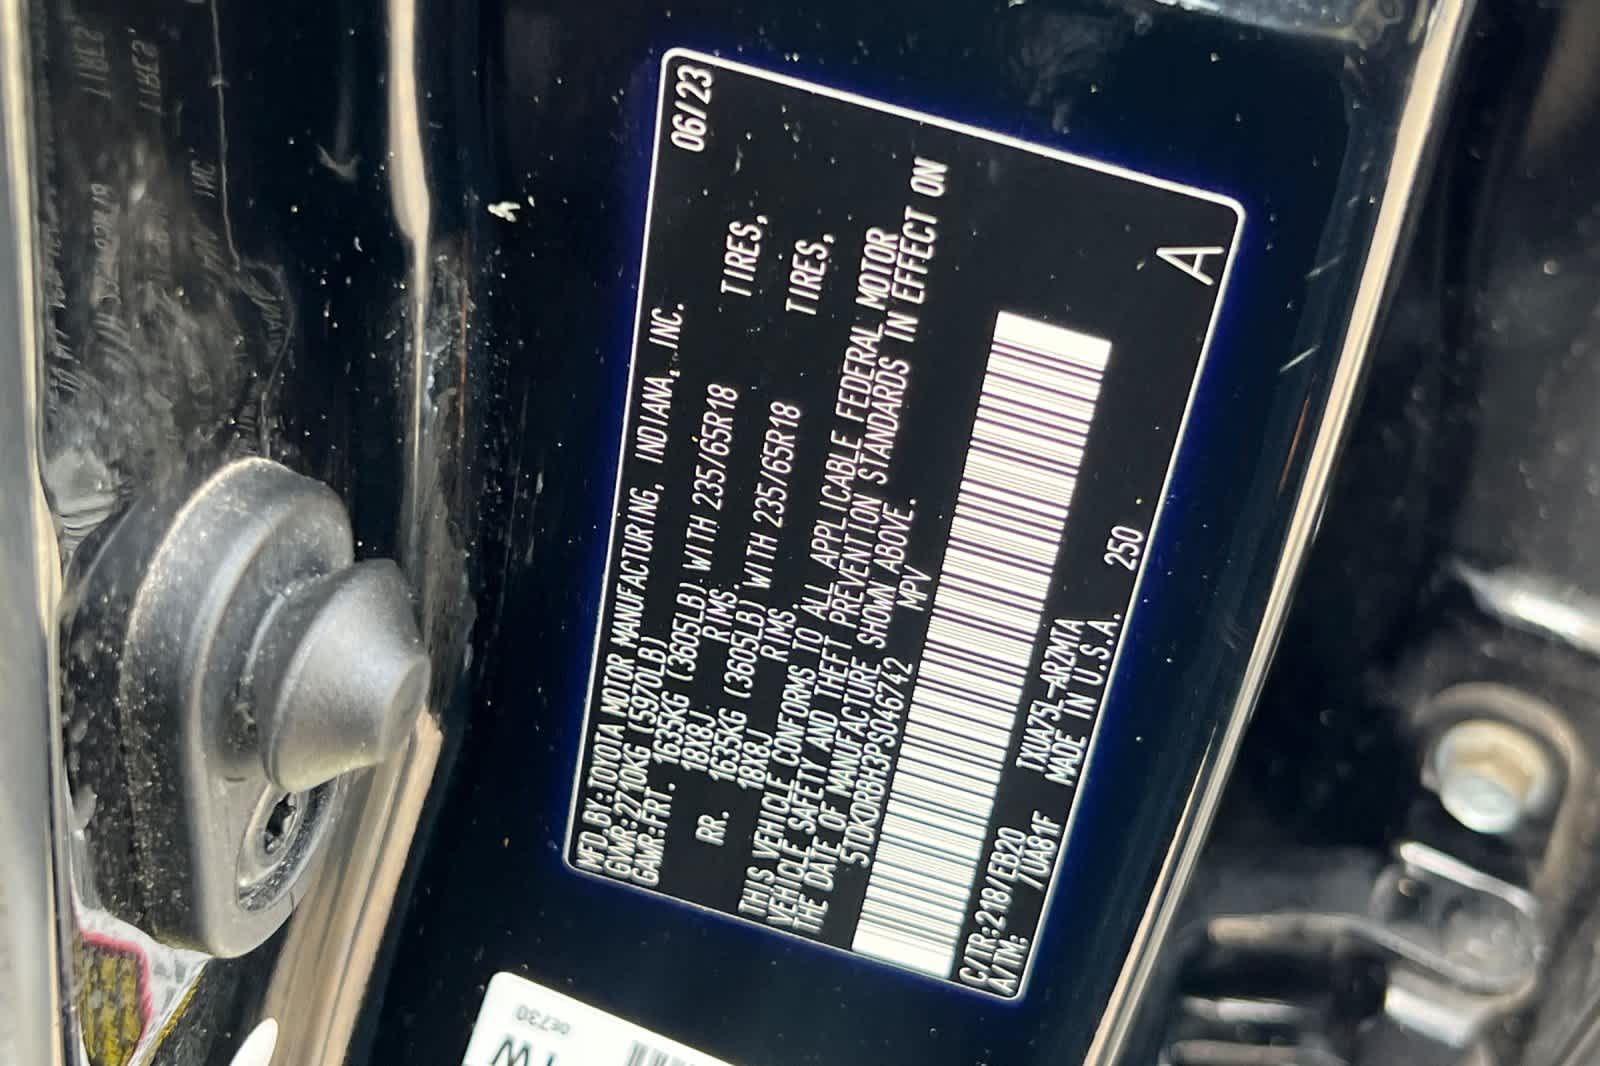 MFD.BY:TOYOTA MOTOR MANUFACTURING, INDIANA, INC. 06/23
GVWR:2710KG (5970LB)
GAWR:FRT. 1635KG (3605LB) WITH 235/65R18 TIRES,
18X8J RIMS,
RR. 1635KG (3605LB) WITH 235/65R18 TIRES,
18X8J RIMS.
THIS VEHICLE CONFORMS TO ALL APPLICABLE FEDERAL MOTOR
VEHICLE SAFETY AND THEFT PREVENTION STANDARDS IN EFFECT ON
THE DATE OF MANUFACTURE SHOWN ABOVE.
5TDKDRBH3PS046742 MPV
C/TR:218/EB20 TXUA75L-ARZMTA 250 A
A/TM: /UA81F MADE IN U.S.A.
0E730